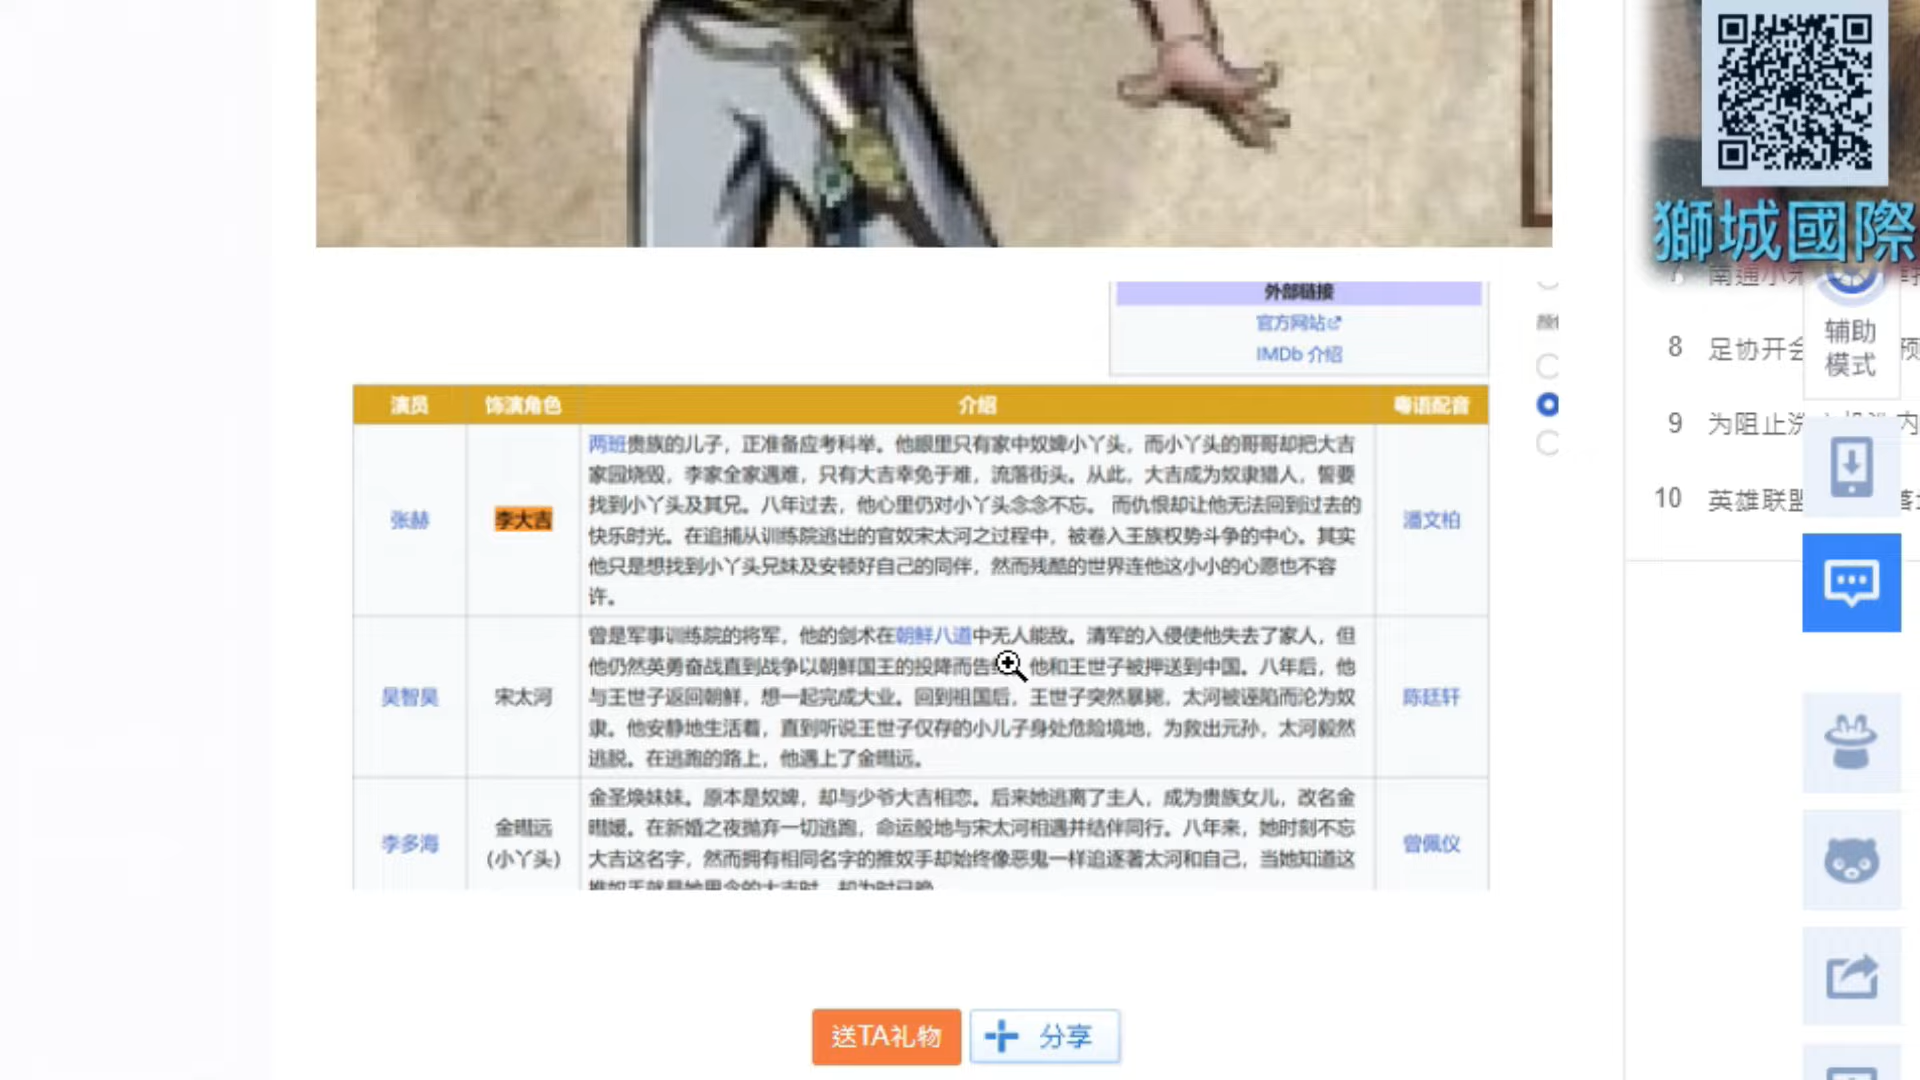 獅城國際
8 足协开会
9 为阻止
10 英雄联盟
辅助
模式
外部链接
官方网站
IMDb 介绍
演员 饰演角色 介绍 粤语配音
张赫 李大吉 潘文柏
两班贵族的儿子，正准备应考科举。他眼里只有家中奴婢小丫头，而小丫头的哥哥却把大吉
家园烧毁，李家全家遇难，只有大吉幸免于难，流落街头。从此，大吉成为奴隶猎人，誓要
找到小丫头及其兄。八年过去，他心里仍对小丫头念念不忘。 而仇恨却让他无法回到过去的
快乐时光。在追捕从训练院逃出的官奴宋太河之过程中，被卷入王族权势斗争的中心。其实
他只是想找到小丫头兄妹及安顿好自己的同伴，然而残酷的世界连他这小小的心愿也不容
许。
吴智昊 宋太河 陈廷轩
曾是军事训练院的将军，他的剑术在朝鲜八道中无人能敌。清军的入侵使他失去了家人，但
他仍然英勇奋战直到战争以朝鲜国王的投降而告 他和王世子被押送到中国。八年后，他
与王世子返回朝鲜，想一起完成大业。回到祖国后，王世子突然暴毙，太河被诬陷而沦为奴
隶。他安静地生活着，直到听说王世子仅存的小儿子身处危险境地，为救出元孙，太河毅然
逃脱。在逃跑的路上，他遇上了金暳远。
李多海 金暳远 曾佩仪
(小丫头)
金圣焕妹妹。原本是奴婢，却与少爷大吉相恋。后来她逃离了主人，成为贵族女儿，改名金
暳媛。在新婚之夜抛弃一切逃跑，命运般地与宋太河相遇并结伴同行。八年来，她时刻不忘
大吉这名字，然而拥有相同名字的推奴手却始终像恶鬼一样追逐著太河和自己，当她知道这
送TA礼物
分享